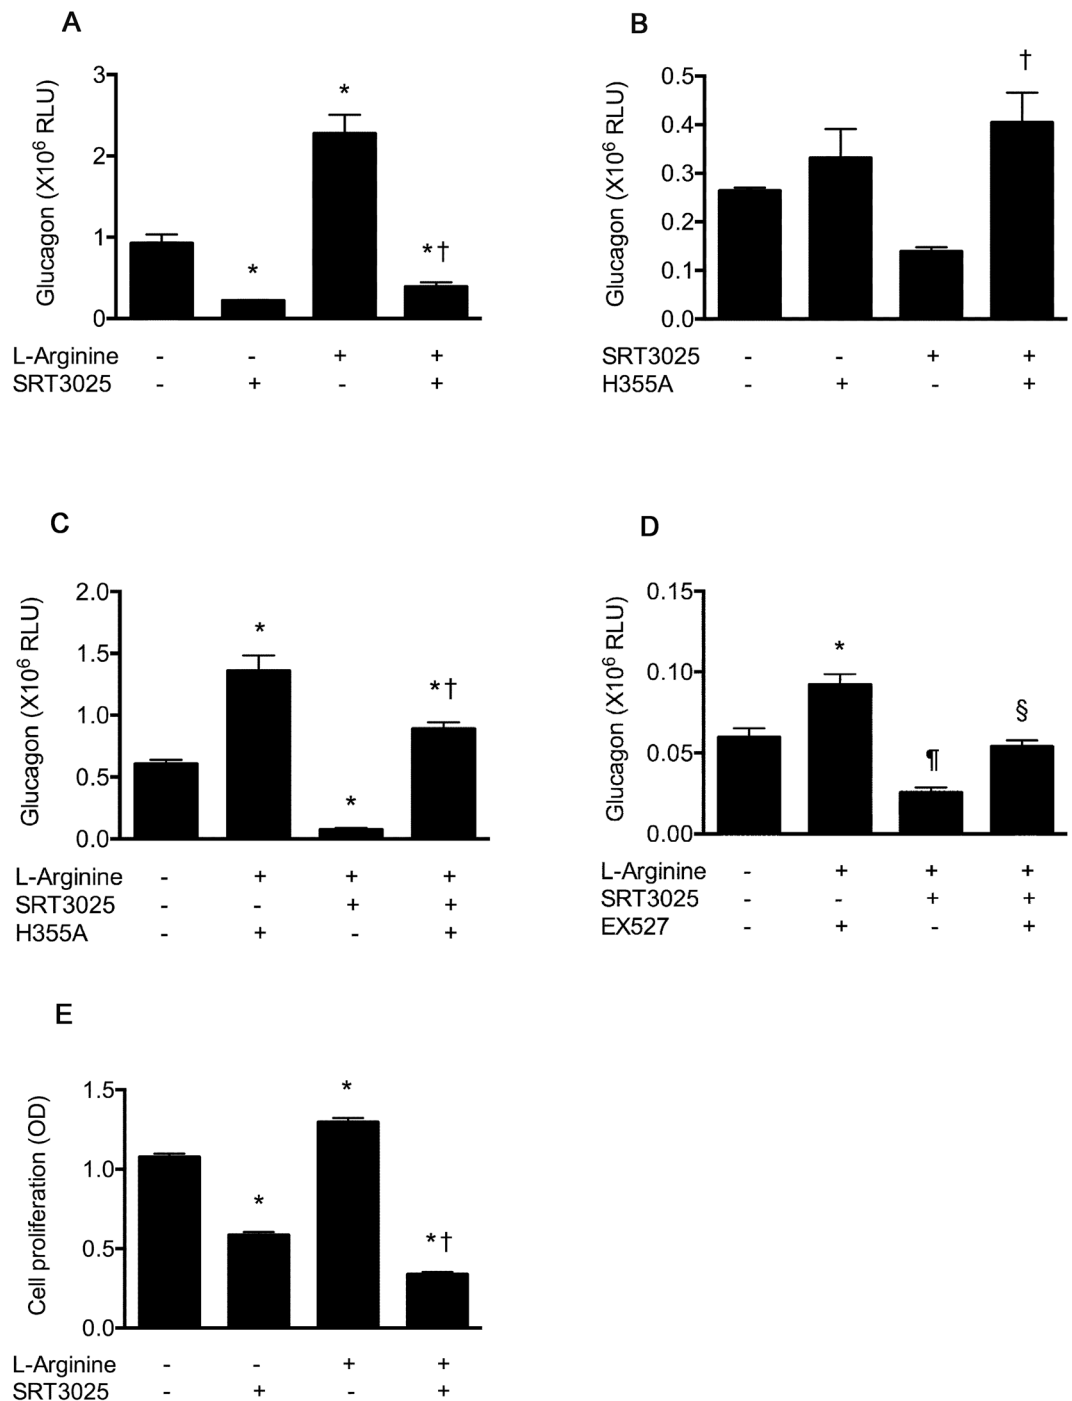 A
Glucagon (X10⁶ RLU)
3
2
1
0
*
*
*
*†
L-Arginine - - + +
SRT3025 - + - +
B
Glucagon (X10⁶ RLU)
0.5
0.4
0.3
0.2
0.1
0.0
†
SRT3025 - - + +
H355A - + - +
C
Glucagon (X10⁶ RLU)
2.0
1.5
1.0
0.5
0.0
*
*
*†
L-Arginine - + + +
SRT3025 - - + +
H355A - + - +
D
Glucagon (X10⁶ RLU)
0.15
0.10
0.05
0.00
*
¶
§
L-Arginine - + + +
SRT3025 - - + +
EX527 - + - +
E
Cell proliferation (OD)
1.5
1.0
0.5
0.0
*
*
*†
L-Arginine - - + +
SRT3025 - + - +